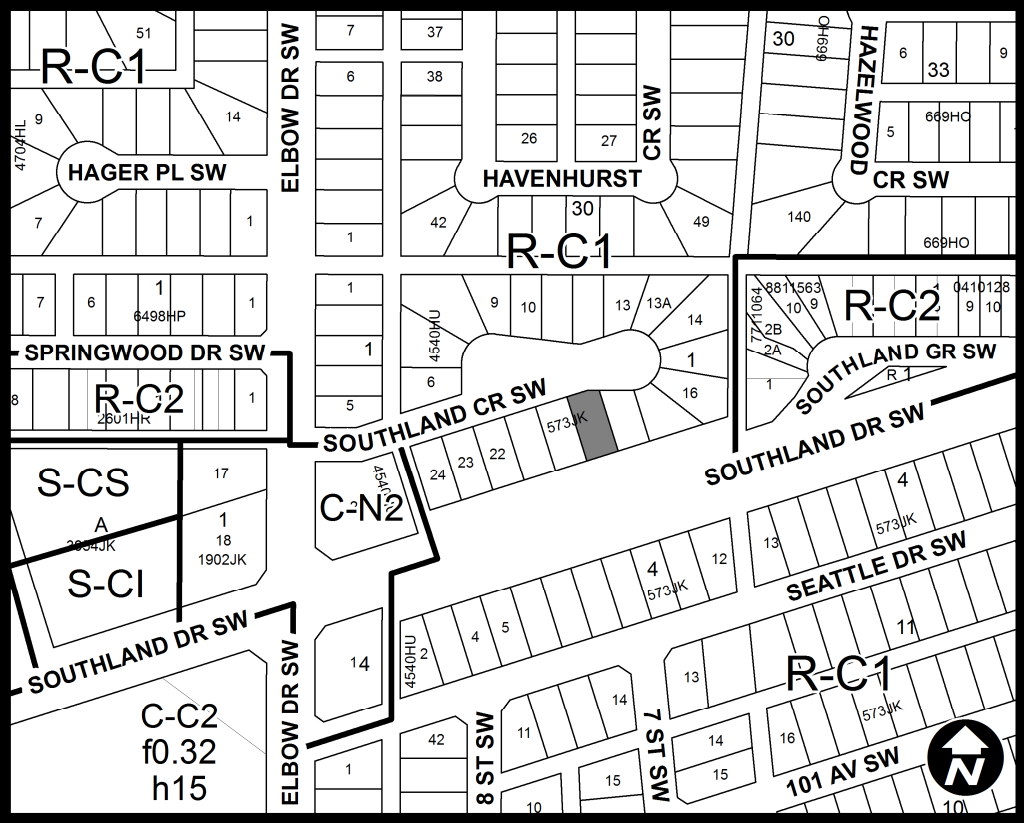 51
R-C1
9
4704HL
14
HAGER PL SW
7
1
ELBOW DR SW
7
6
1
37
38
26
27
CR SW
HAVENHURST
42
30
49
R-C1
30
669HO
HAZELWOOD
CR SW
6
33
9
669HO
5
140
669HO
7
6
1
6498HP
1
SPRINGWOOD DR SW
8
R-C2
2601HR
1
1
1
5
4540HU
6
9
10
13
13A
14
1
16
SOUTHLAND CR SW
573JK
24
23
22
7711064
8811563
10
9
2B
2A
1
R-C2
0410128
9
10
SOUTHLAND GR SW
R 1
SOUTHLAND DR SW
S-CS
A
S-CI
17
1
18
1902JK
C-N2
SOUTHLAND DR SW
14
4
573JK
13
SEATTLE DR SW
4
573JK
12
4540HU
2
4
5
C-C2
f0.32
h15
ELBOW DR SW
1
42
8 ST SW
11
14
10
15
7 ST SW
13
14
15
11
R-C1
573JK
16
101 AV SW
10
N